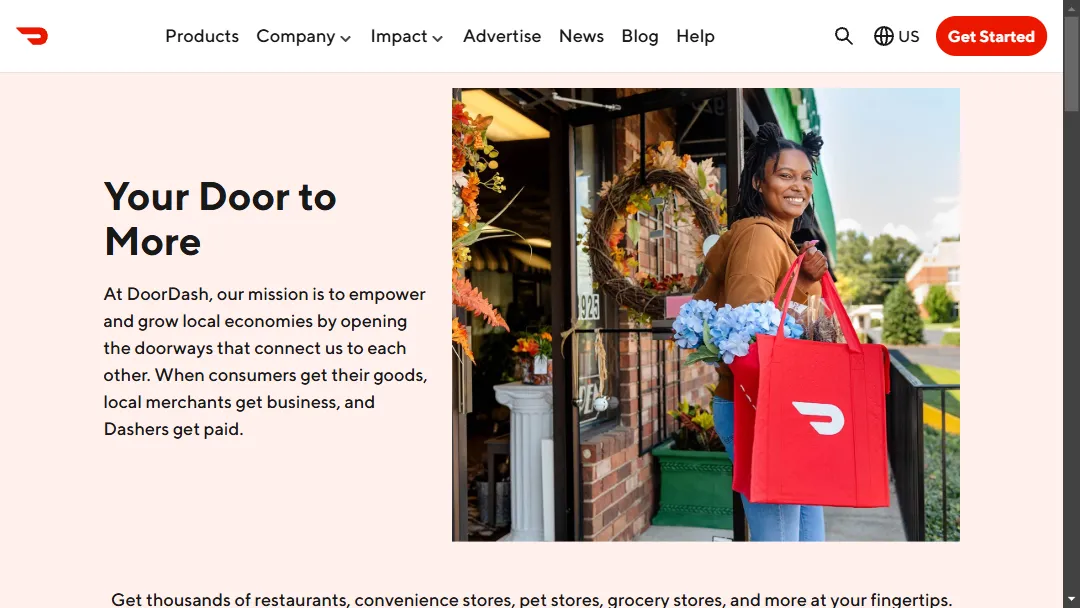 Products Company Impact Advertise News Blog Help US Get Started
Your Door to
More
At DoorDash, our mission is to empower
and grow local economies by opening
the doorways that connect us to each
other. When consumers get their goods,
local merchants get business, and
Dashers get paid.
3925
Get thousands of restaurants, convenience stores, pet stores, grocery stores, and more at your fingertips.